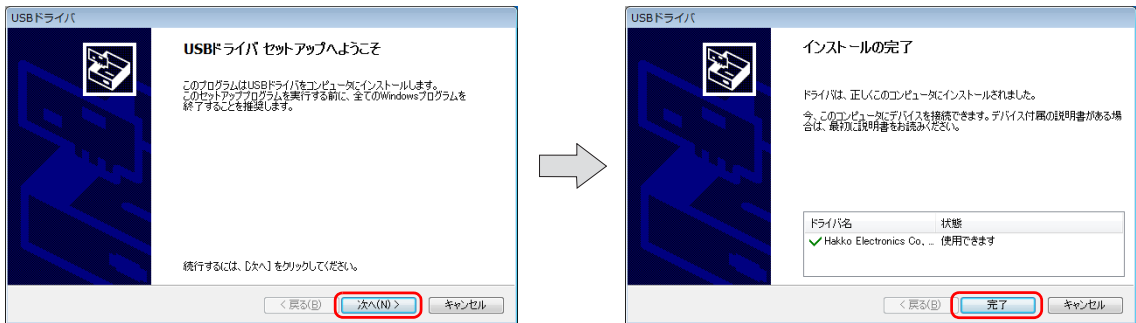 USBドライバ
USBドライバ セットアップへようこそ
このプログラムはUSBドライバをコンピュータにインストールします。
このセットアッププログラムを実行する前に、全てのWindowsプログラムを
終了することを推奨します。
続行するには、[次へ] をクリックしてください。
< 戻る(B)
次へ(N) >
キャンセル
USBドライバ
インストールの完了
ドライバは、正しくこのコンピュータにインストールされました。
今、このコンピュータにデバイスを接続できます。デバイス付属の説明書がある場
合は、最初に説明書をお読みください。
ドライバ名 状態
Hakko Electronics Co, ... 使用できます
< 戻る(B)
完了
キャンセル